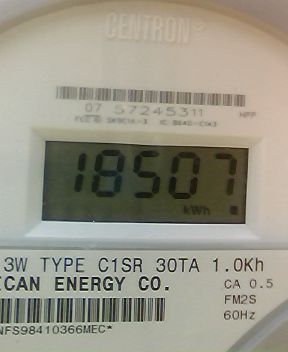 CENTRON®
07 57245311 HPP
18507
kWh
3W TYPE C1SR 30TA 1.0Kh
ICAN ENERGY CO. CA 0.5
FM2S
NFS98410366MEC* 60Hz